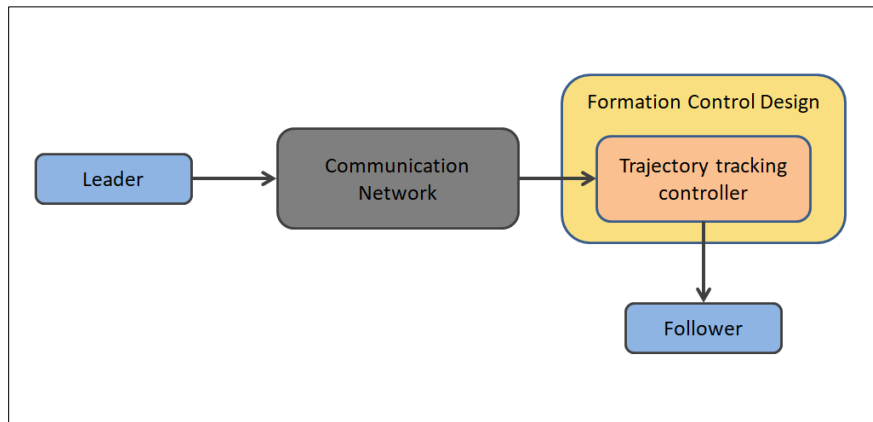 Formation Control Design
Leader
Communication
Network
Trajectory tracking
controller
Follower